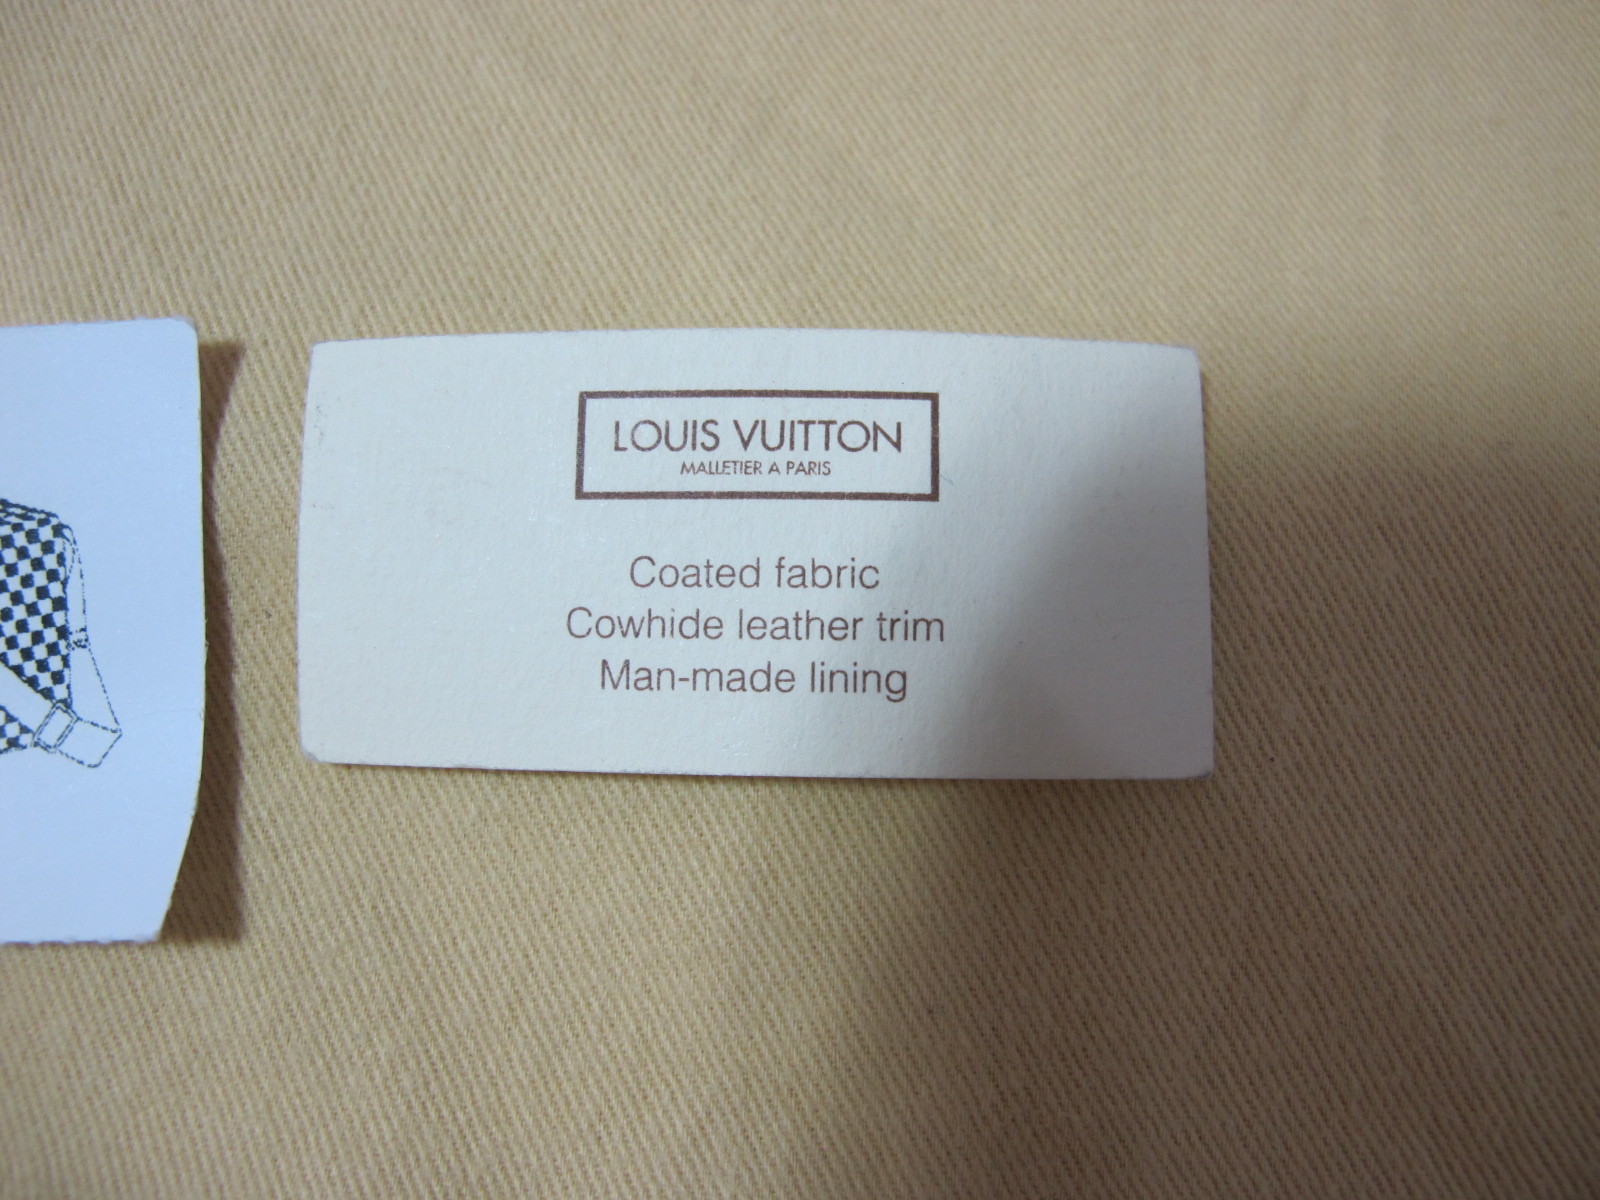 LOUIS VUITTON
MALLETIER A PARIS
Coated fabric
Cowhide leather trim
Man-made lining